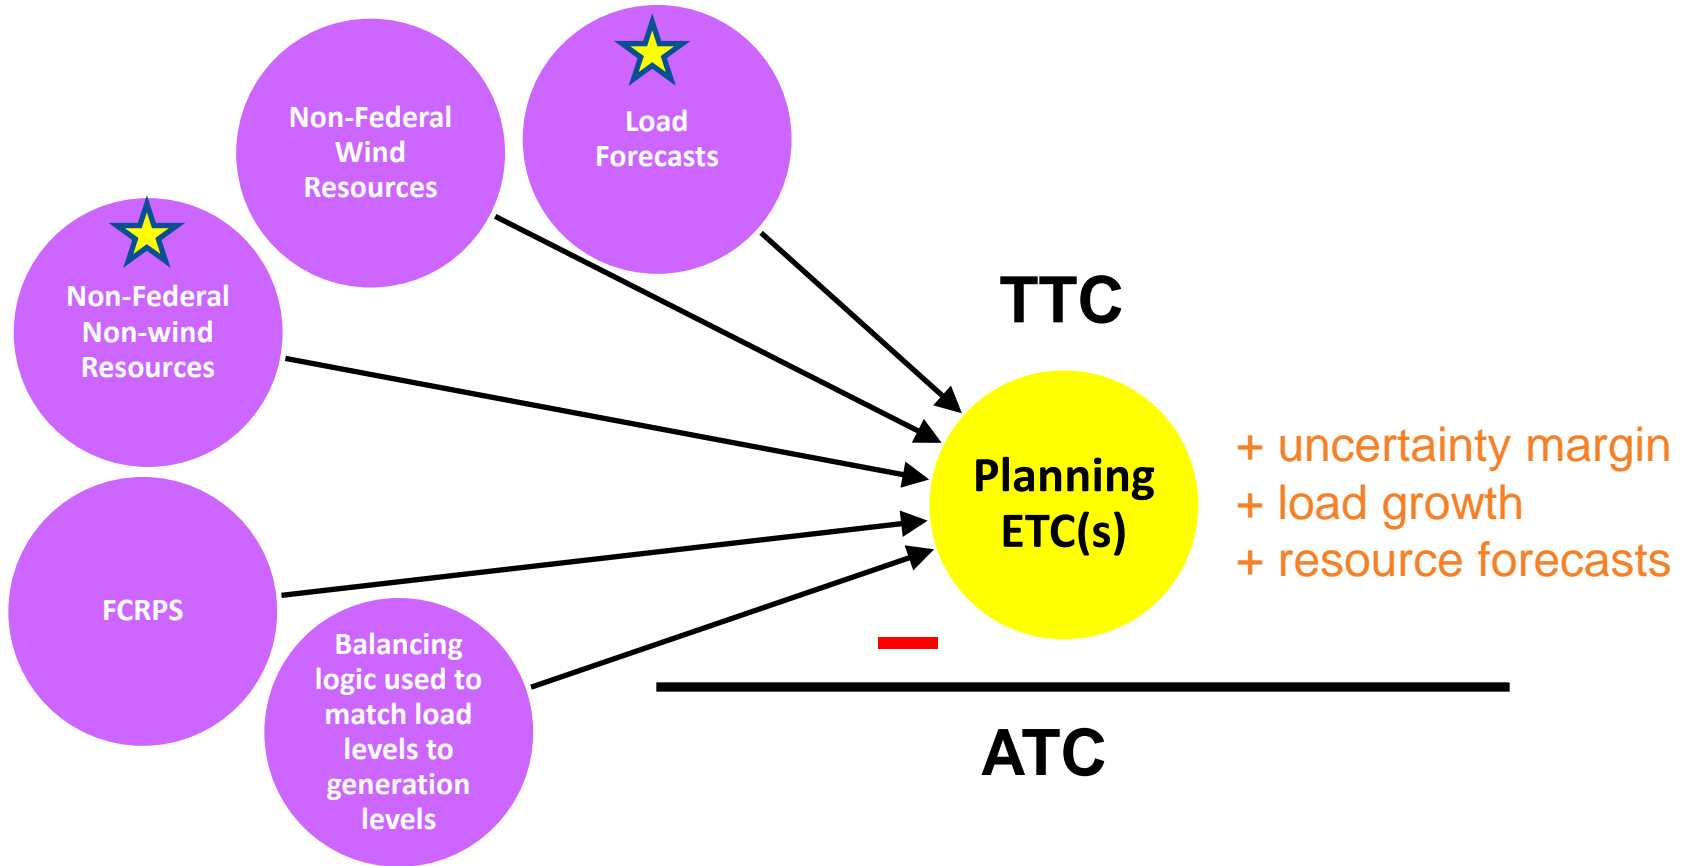 Non-Federal
Wind
Resources
Load
Forecasts
Non-Federal
Non-wind
Resources
FCRPS
Balancing
logic used to
match load
levels to
generation
levels
TTC
Planning
ETC(s)
+ uncertainty margin
+ load growth
+ resource forecasts
ATC